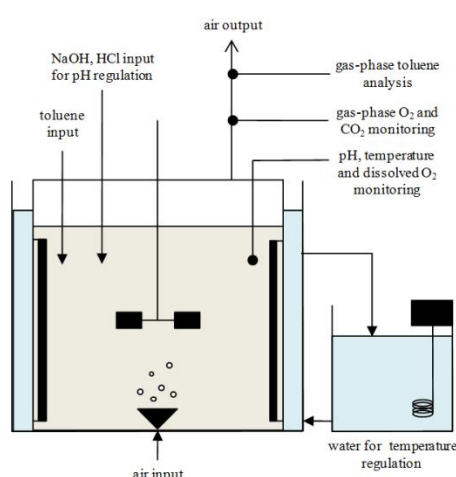 air output
NaOH, HCl input
for pH regulation
gas-phase toluene
analysis
toluene
input
gas-phase O₂ and
CO₂ monitoring
pH, temperature
and dissolved O₂
monitoring
air input
water for temperature
regulation